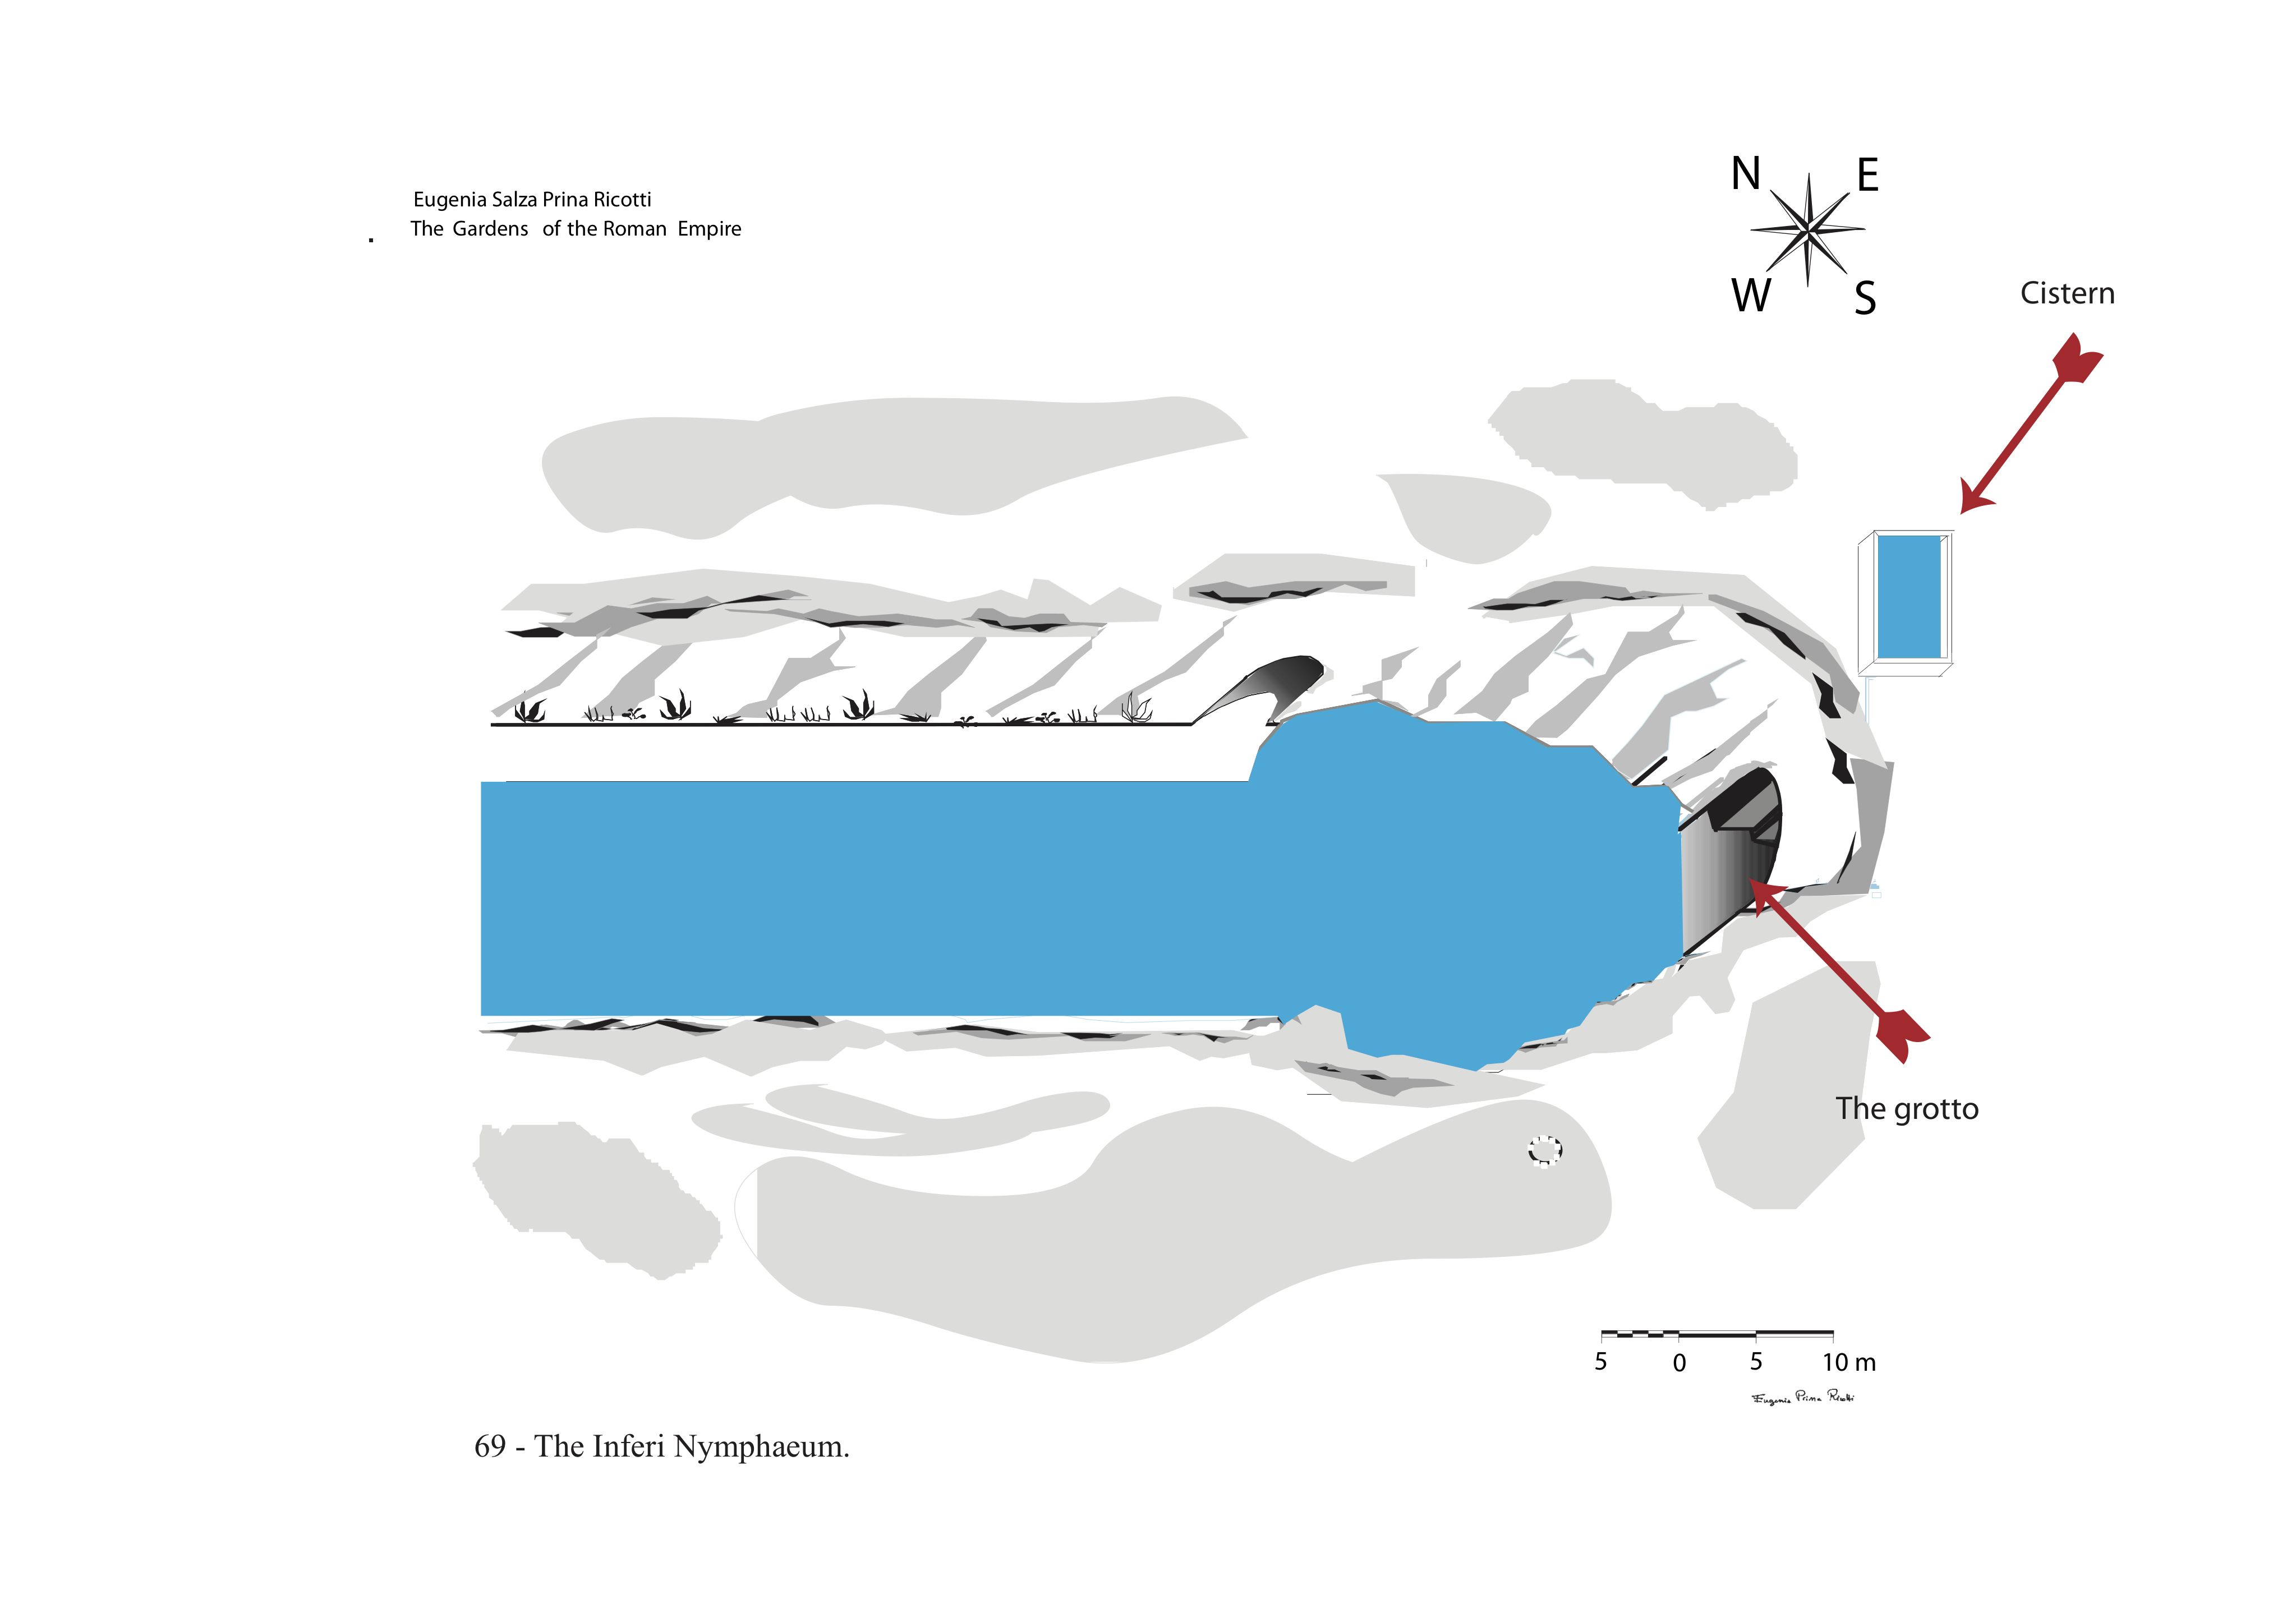 Eugenia Salza Prina Ricotti
The Gardens of the Roman Empire
N E
W S
Cistern
The grotto
5 0 5 10 m
Eugenia Prina Ricotti
69 - The Inferi Nymphaeum.